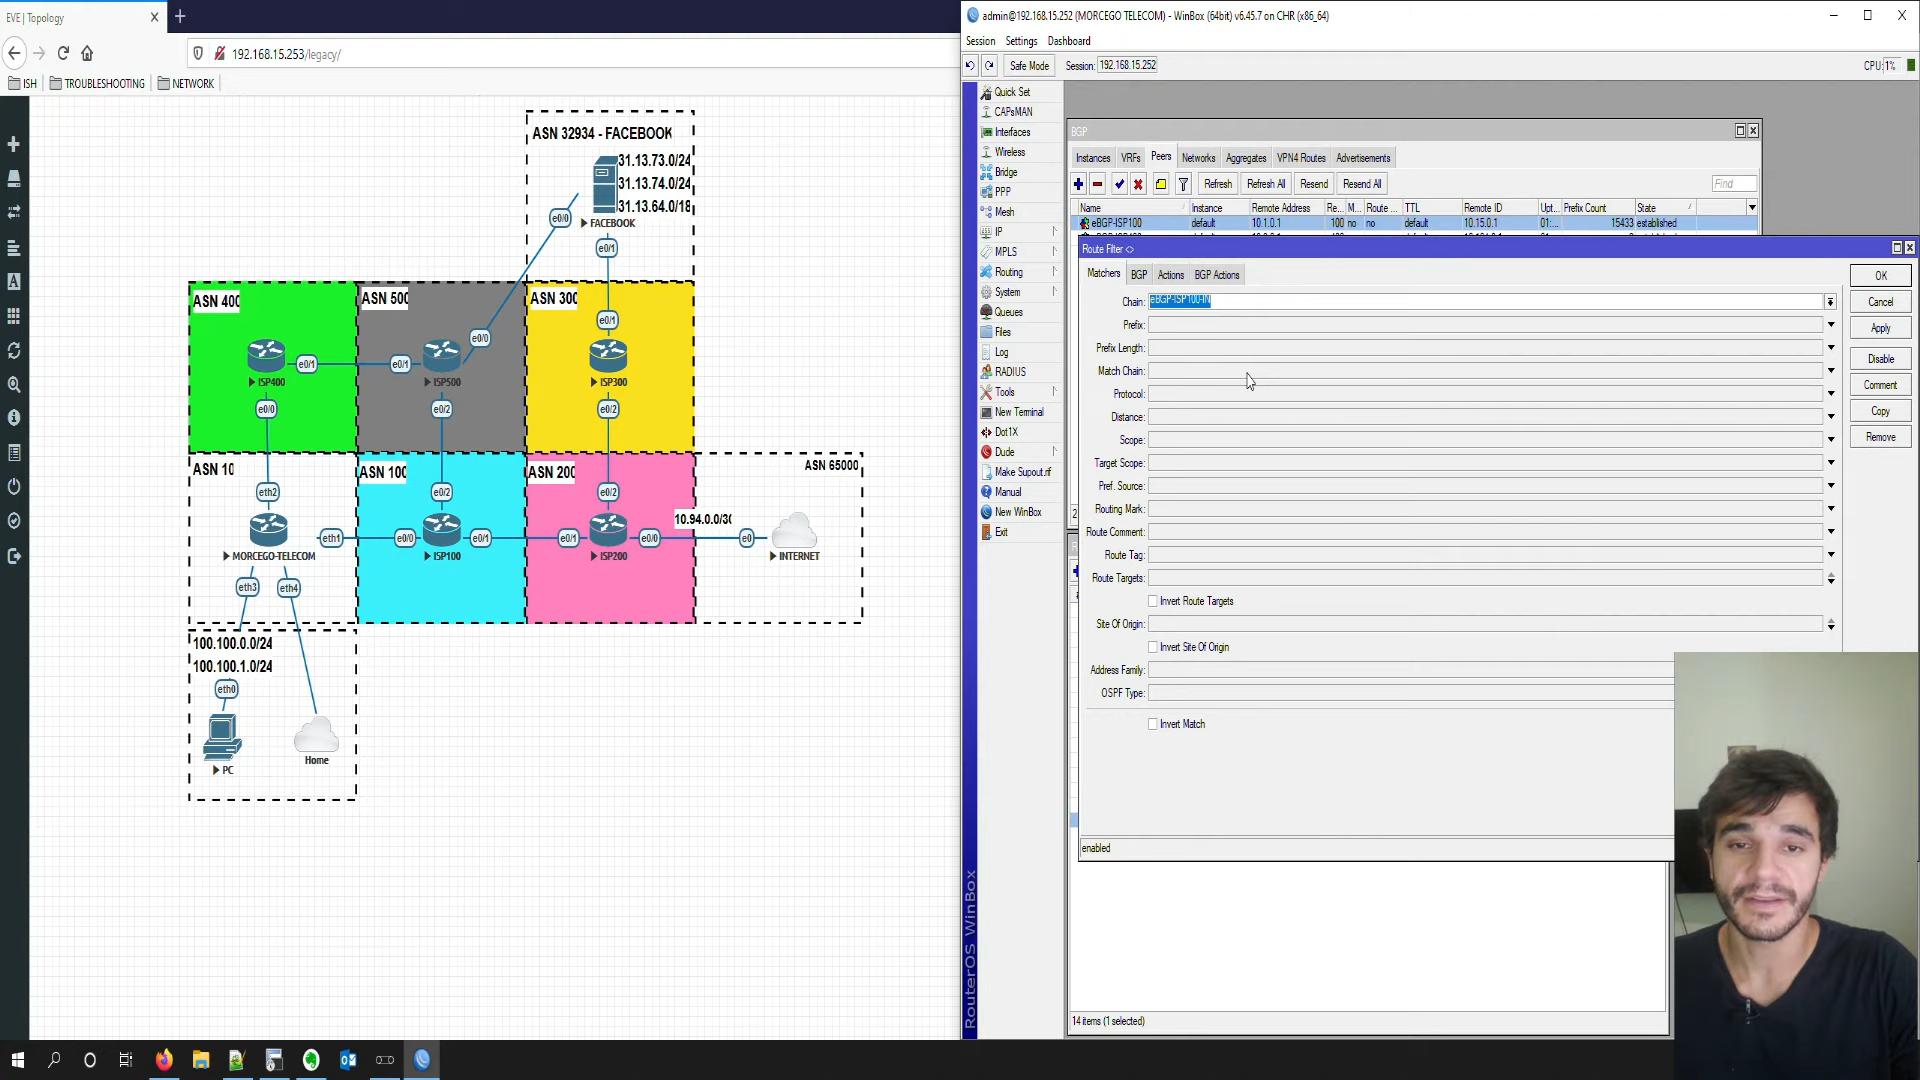 EVE | Topology
192.168.15.253/legacy/
ISH
TROUBLESHOOTING
NETWORK
ASN 32934 - FACEBOOK
31.13.73.0/24
31.13.74.0/24
31.13.64.0/18
e0/0
FACEBOOK
e0/1
ASN 400
ASN 500
ASN 300
e0/1
e0/0
e0/1
e0/1
ISP400
ISP500
ISP300
e0/0
e0/2
e0/2
ASN 10
ASN 100
ASN 200
ASN 65000
eth2
e0/2
e0/2
10.94.0.0/30
eth1
e0/0
e0/1
e0/1
e0/0
e0
MORCEGO-TELECOM
ISP100
ISP200
INTERNET
eth3
eth4
100.100.0.0/24
100.100.1.0/24
eth0
PC
Home
admin@192.168.15.252 (MORCEGO TELECOM) - WinBox (64bit) v6.45.7 on CHR (x86_64)
Session Settings Dashboard
Safe Mode
Session: 192.168.15.252
CPU: 1%
Quick Set
CAPsMAN
Interfaces
Wireless
Bridge
PPP
Mesh
IP
MPLS
Routing
System
Queues
Files
Log
RADIUS
Tools
New Terminal
Dot1X
Dude
Make Supout.rif
Manual
New WinBox
Exit
RouterOS WinBox
BGP
Instances VRFs Peers Networks Aggregates VPN4 Routes Advertisements
Refresh Refresh All Resend Resend All
Find
Name Instance Remote Address Re... M... Route ... TTL Remote ID Upt... Prefix Count State
eBGP-ISP100 default 10.1.0.1 100 no no default 10.15.0.1 01:... 15433 established
Route Filter <>
Matchers BGP Actions BGP Actions
Chain: eBGP-ISP100-IN
Prefix:
Prefix Length:
Match Chain:
Protocol:
Distance:
Scope:
Target Scope:
Pref. Source:
Routing Mark:
Route Comment:
Route Tag:
Route Targets:
Invert Route Targets
Site Of Origin:
Invert Site Of Origin
Address Family:
OSPF Type:
Invert Match
OK
Cancel
Apply
Disable
Comment
Copy
Remove
enabled
14 items (1 selected)